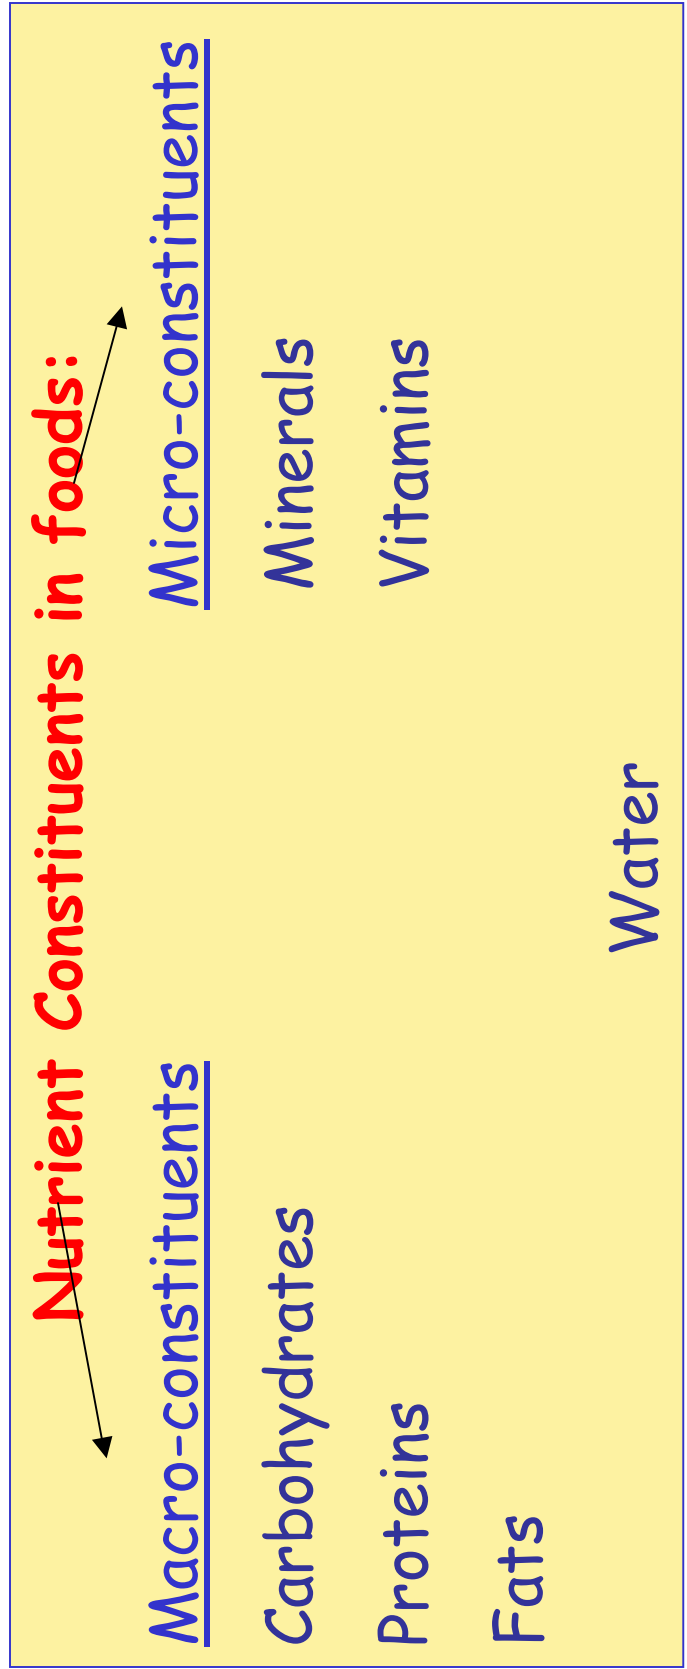 Nutrient Constituents in foods:
Macro-constituents
Micro-constituents
Carbohydrates
Minerals
Proteins
Vitamins
Fats
Water